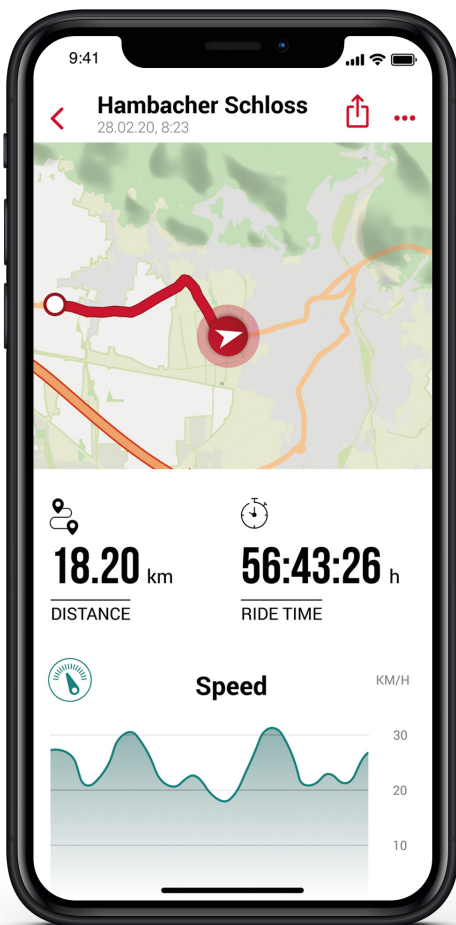 9:41
Hambacher Schloss
28.02.20, 8:23
18.20 km
DISTANCE
56:43:26 h
RIDE TIME
Speed
KM/H
30
20
10